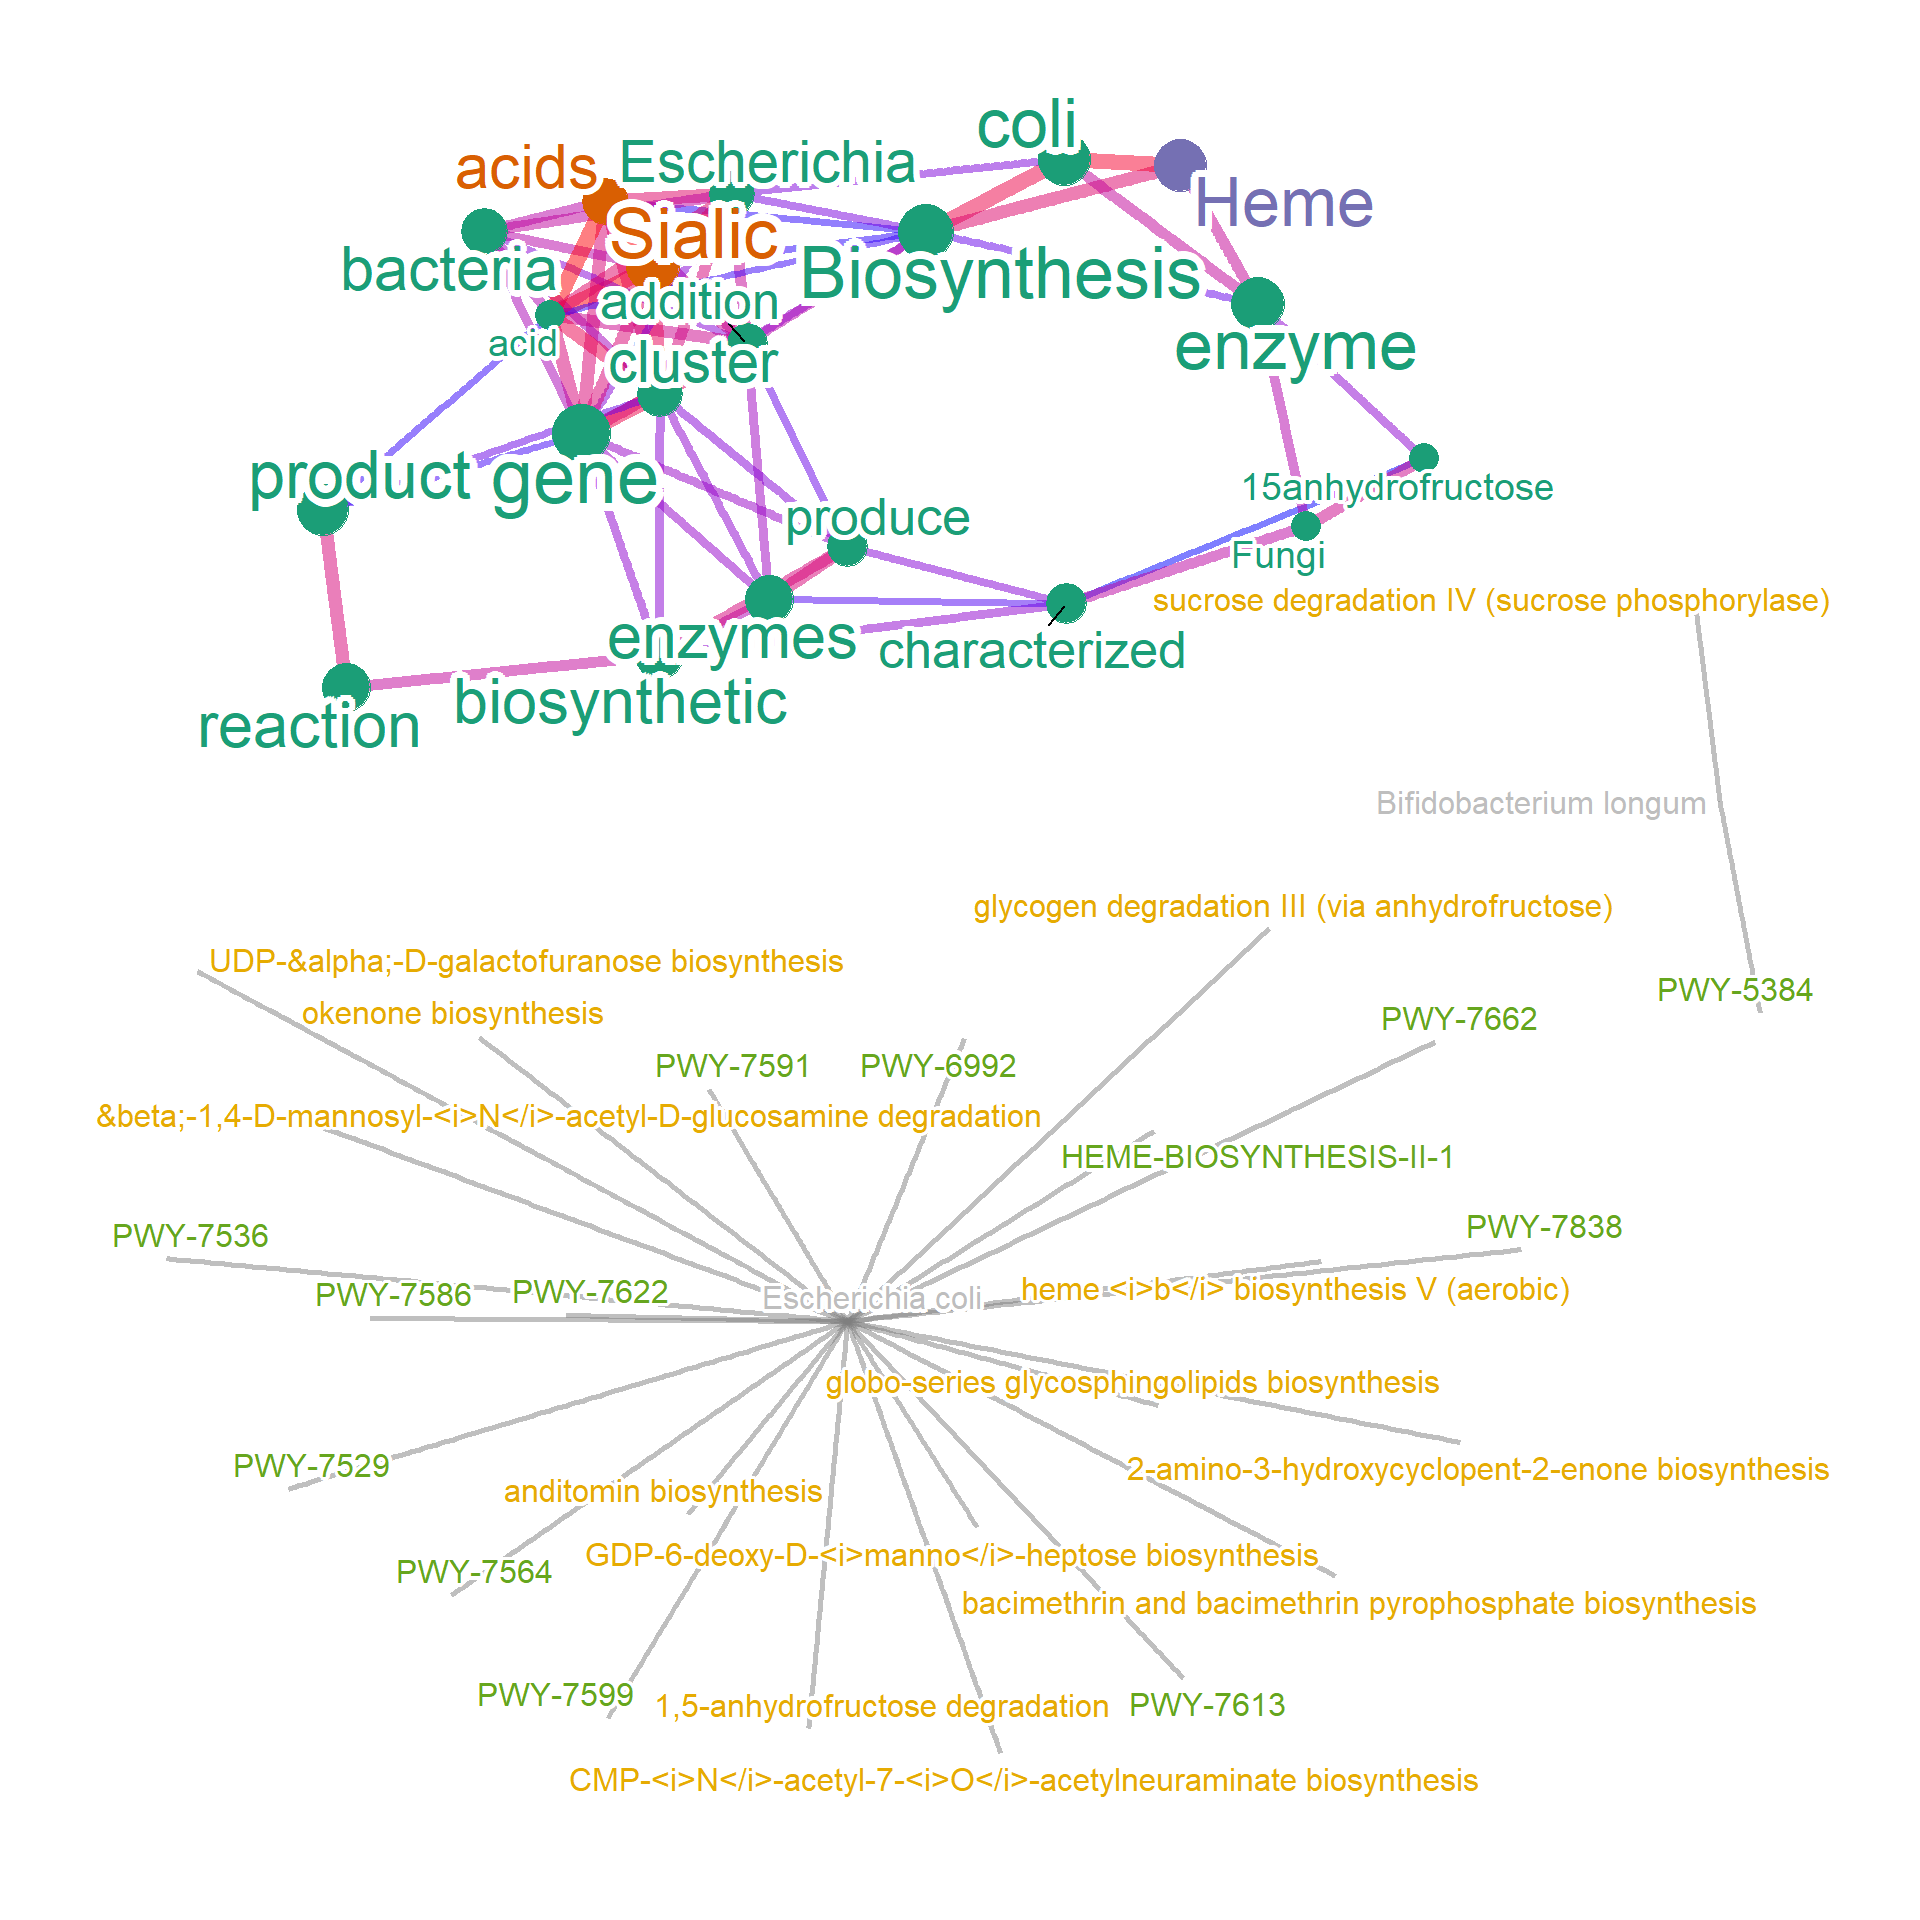 coli
acids
Escherichia
Heme
Sialic
bacteria
Biosynthesis
addition
acid
cluster
enzyme
product
gene
15anhydrofructose
produce
Fungi
sucrose degradation IV (sucrose phosphorylase)
enzymes
characterized
biosynthetic
reaction
Bifidobacterium longum
glycogen degradation III (via anhydrofructose)
UDP-&alpha;-D-galactofuranose biosynthesis
PWY-5384
okenone biosynthesis
PWY-7662
PWY-7591
PWY-6992
&beta;-1,4-D-mannosyl-<i>N</i>-acetyl-D-glucosamine degradation
HEME-BIOSYNTHESIS-II-1
PWY-7536
PWY-7838
PWY-7586
PWY-7622
Escherichia coli
heme <i>b</i> biosynthesis V (aerobic)
globo-series glycosphingolipids biosynthesis
PWY-7529
2-amino-3-hydroxycyclopent-2-enone biosynthesis
anditomin biosynthesis
GDP-6-deoxy-D-<i>manno</i>-heptose biosynthesis
PWY-7564
bacimethrin and bacimethrin pyrophosphate biosynthesis
PWY-7599
1,5-anhydrofructose degradation
PWY-7613
CMP-<i>N</i>-acetyl-7-<i>O</i>-acetylneuraminate biosynthesis